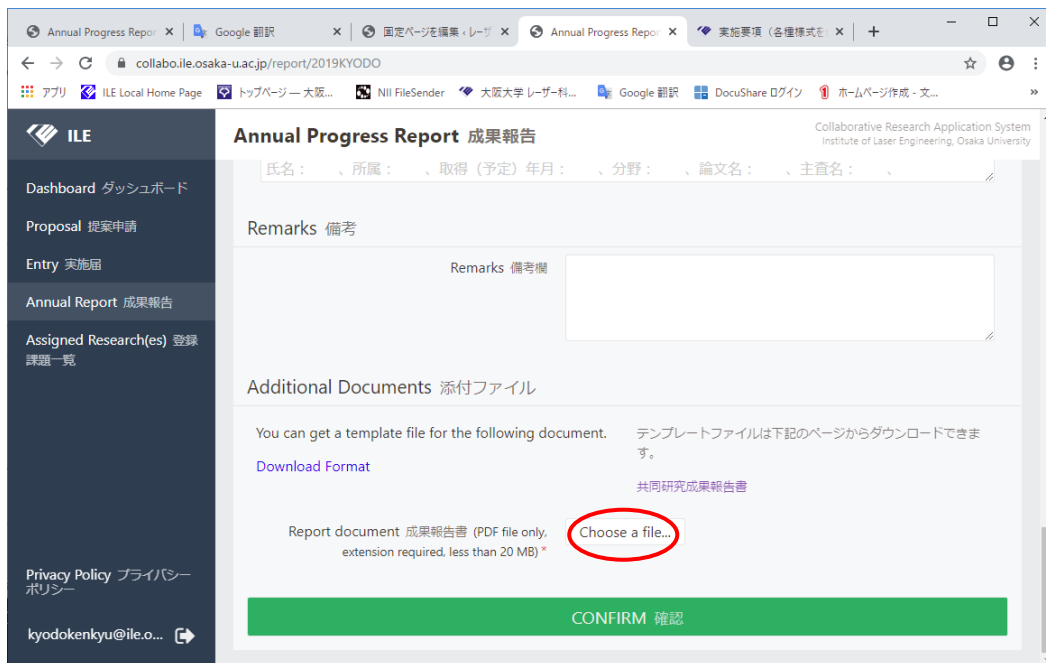 Annual Progress Repor
Google 翻訳
固定ページを編集 ‹ レーザ
Annual Progress Repor
実施要項（各種様式を
collabo.ile.osaka-u.ac.jp/report/2019KYODO
アプリ
ILE Local Home Page
トップページ — 大阪...
NII FileSender
大阪大学 レーザー科...
Google 翻訳
DocuShare ログイン
ホームページ作成 - 文...
»
ILE
Annual Progress Report 成果報告
Collaborative Research Application System
Institute of Laser Engineering, Osaka University
Dashboard ダッシュボード
Proposal 提案申請
Entry 実施届
Annual Report 成果報告
Assigned Research(es) 登録
課題一覧
氏名： 、所属： 、取得（予定）年月： 、分野： 、論文名： 、主査名： 、
Remarks 備考
Remarks 備考欄
Additional Documents 添付ファイル
You can get a template file for the following document.
Download Format
テンプレートファイルは下記のページからダウンロードできま
す。
共同研究成果報告書
Report document 成果報告書 (PDF file only,
extension required, less than 20 MB) *
Choose a file...
CONFIRM 確認
Privacy Policy プライバシー
ポリシー
kyodokenkyu@ile.o...